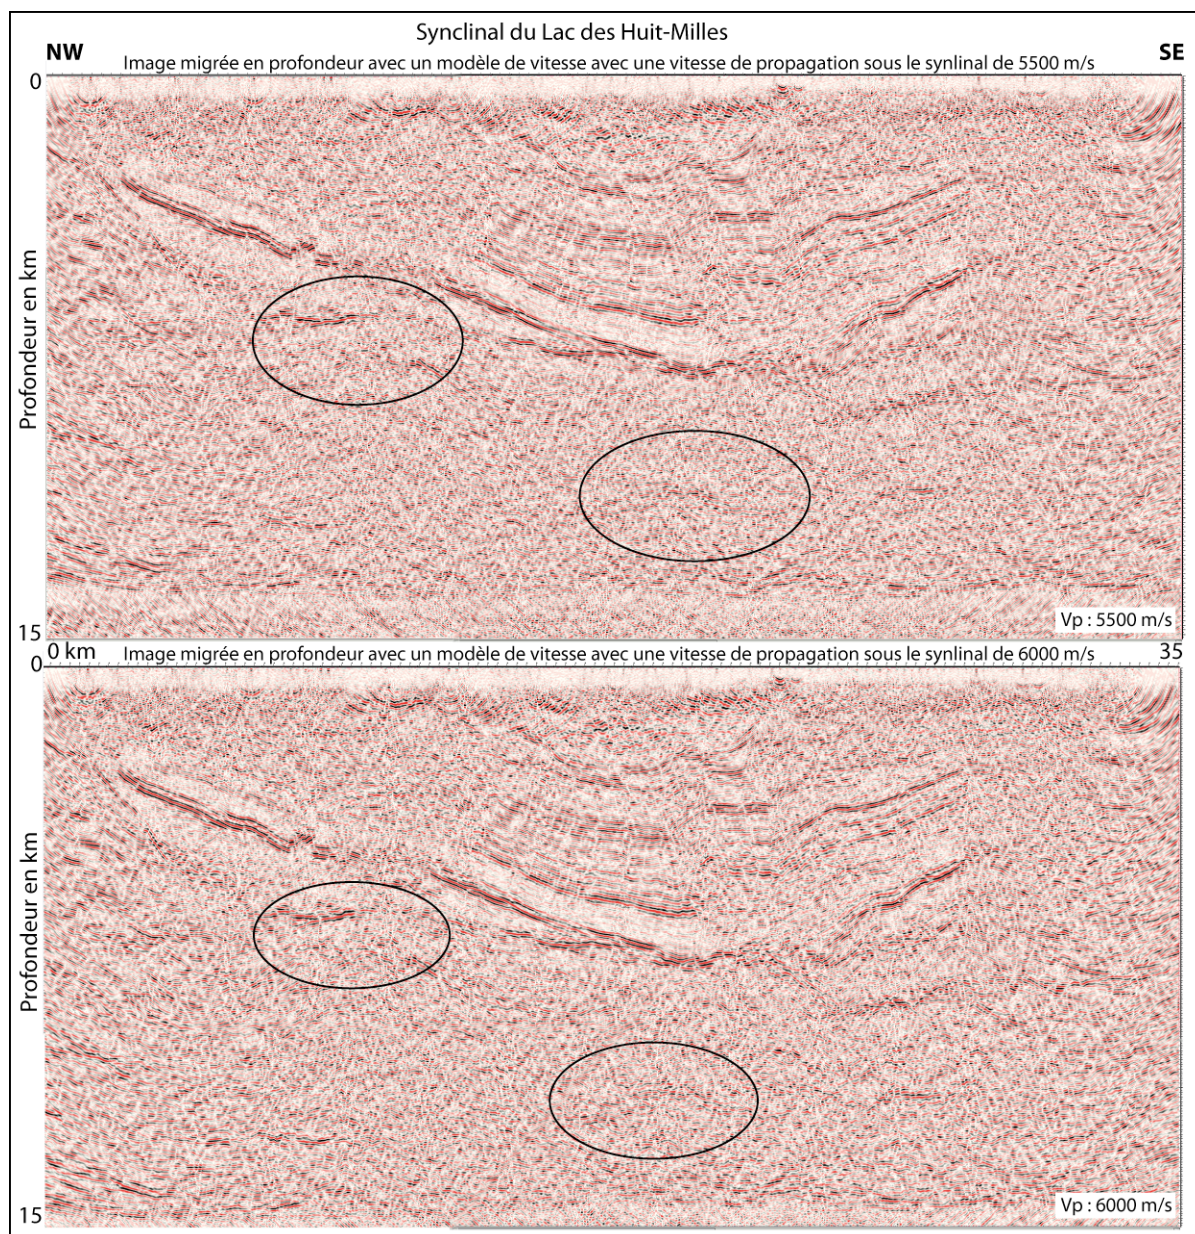 Synclinal du Lac des Huit-Milles
NW
SE
Image migrée en profondeur avec un modèle de vitesse avec une vitesse de propagation sous le synlinal de 5500 m/s
0
Profondeur en km
Vp : 5500 m/s
15
0 km
35
Image migrée en profondeur avec un modèle de vitesse avec une vitesse de propagation sous le synlinal de 6000 m/s
0
Profondeur en km
Vp : 6000 m/s
15